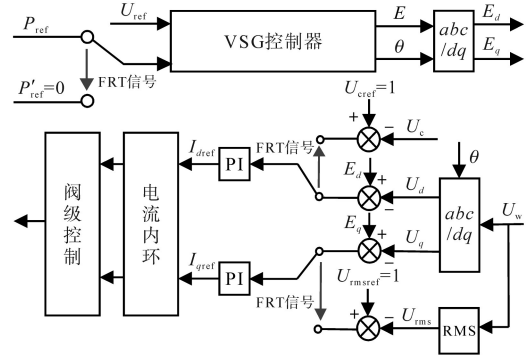 P_ref
U_ref
FRT信号
P'_ref=0
VSG控制器
E
θ
abc/dq
E_d
E_q
U_cref=1
+
−
U_c
FRT信号
I_dref
PI
E_d
+
−
U_d
θ
abc/dq
U_w
阀级控制
电流内环
E_q
+
−
U_q
I_qref
PI
FRT信号
U_rmsref=1
+
−
U_rms
RMS